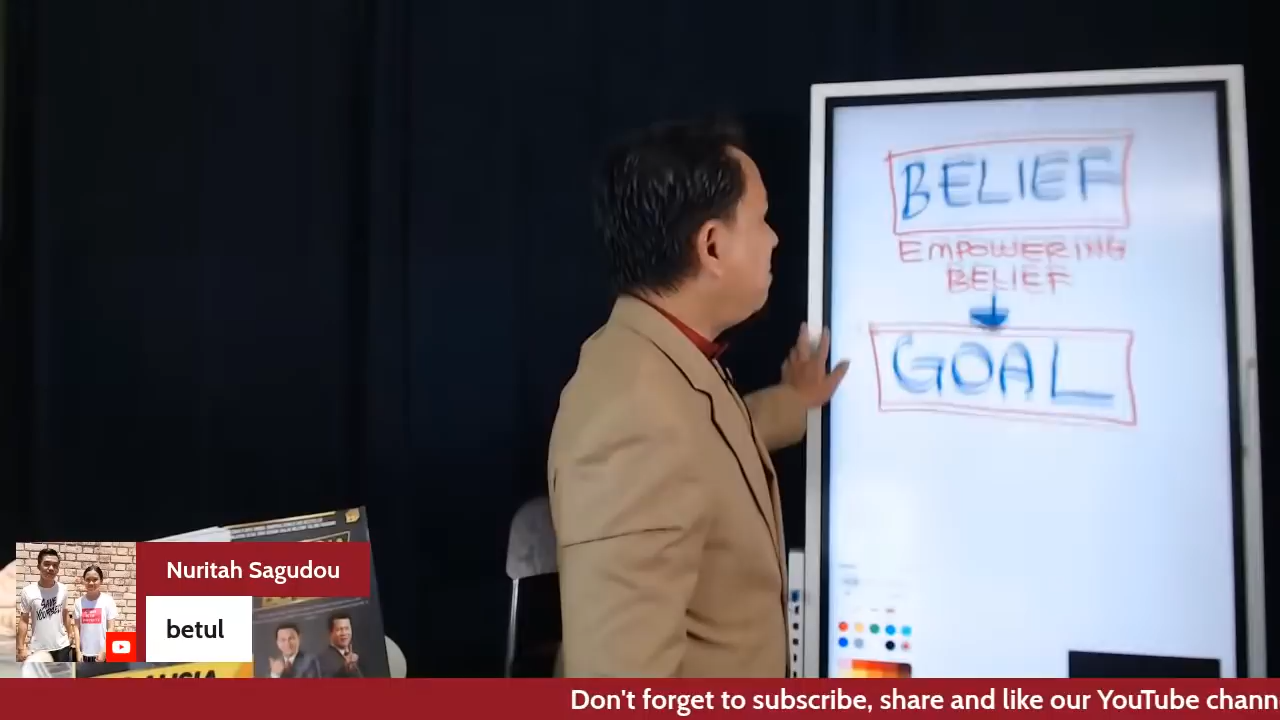 BELIEF
EMPOWERING
BELIEF
GOAL
Nuritah Sagudou
betul
Don't forget to subscribe, share and like our YouTube chann